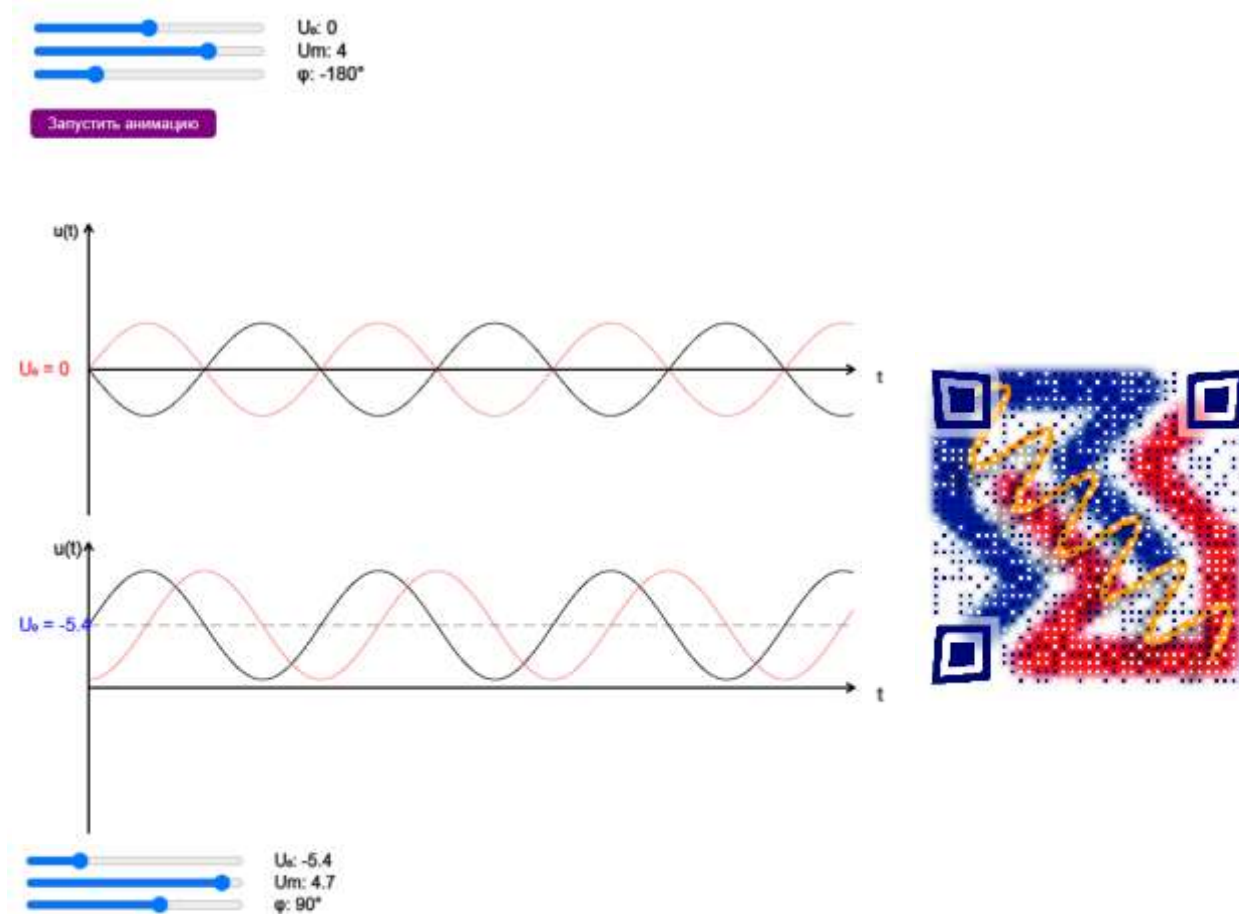 U₀: 0
Um: 4
φ: -180°
Запустить анимацию
u(t)
U₀ = 0
t
u(t)
U₀ = -5.4
t
U₀: -5.4
Um: 4.7
φ: 90°